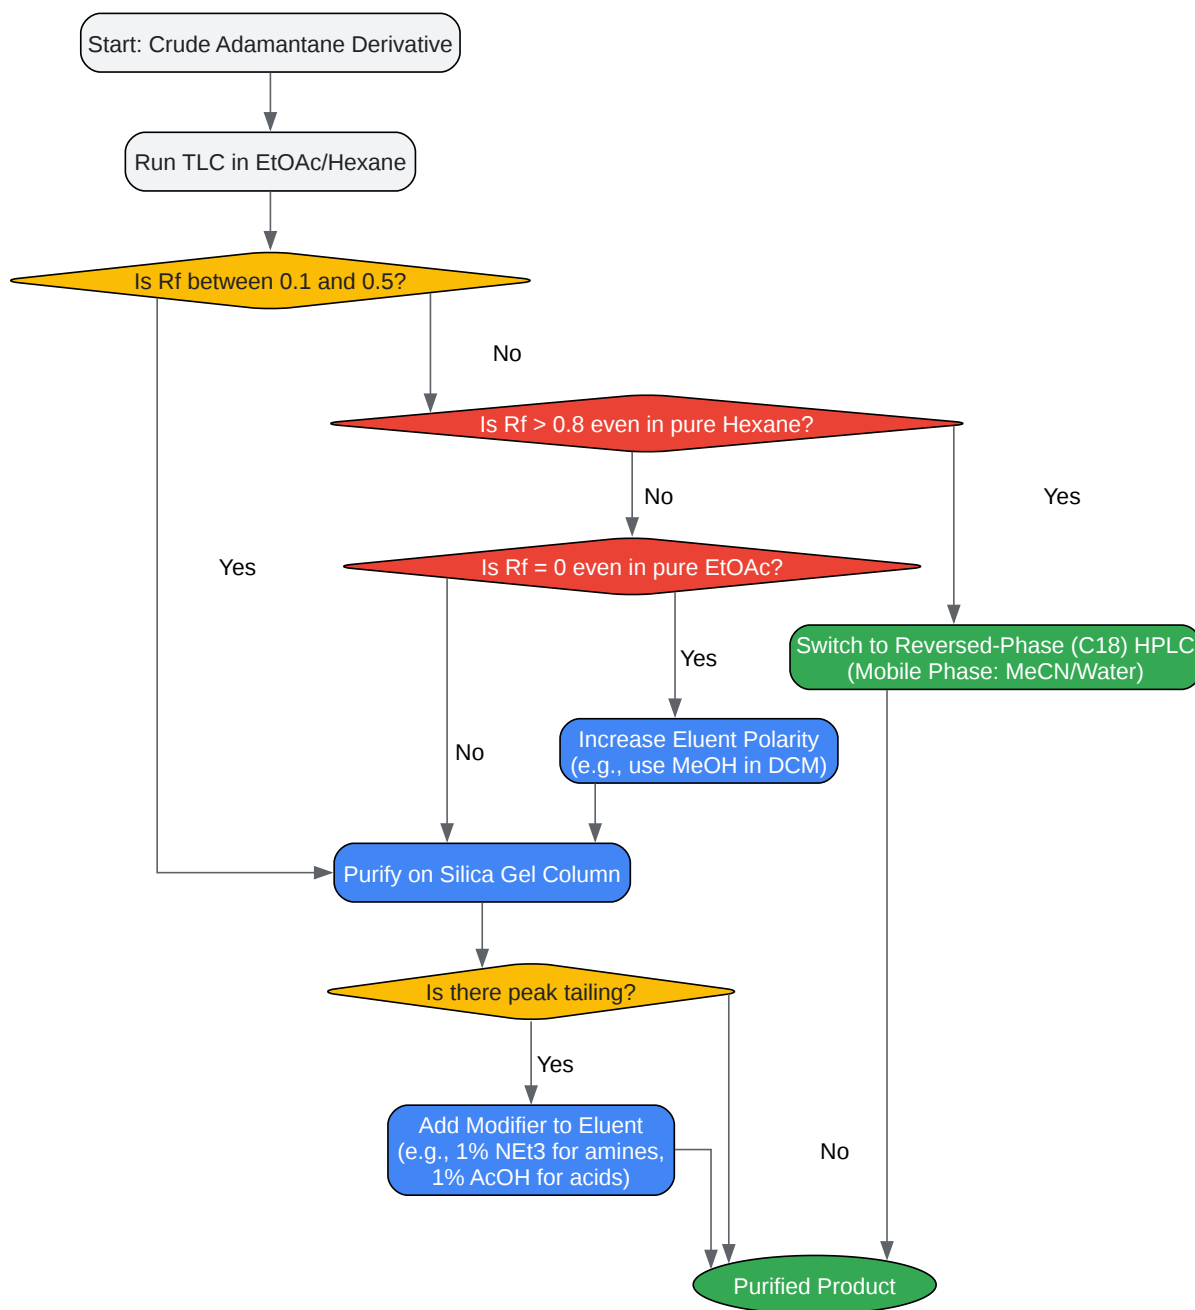 Start: Crude Adamantane Derivative
Run TLC in EtOAc/Hexane
Is Rf between 0.1 and 0.5?
No
Is Rf > 0.8 even in pure Hexane?
No
Yes
Yes
Is Rf = 0 even in pure EtOAc?
Switch to Reversed-Phase (C18) HPLC
(Mobile Phase: MeCN/Water)
Yes
No
Increase Eluent Polarity
(e.g., use MeOH in DCM)
Purify on Silica Gel Column
Is there peak tailing?
Yes
Add Modifier to Eluent
(e.g., 1% NEt3 for amines,
1% AcOH for acids)
No
Purified Product